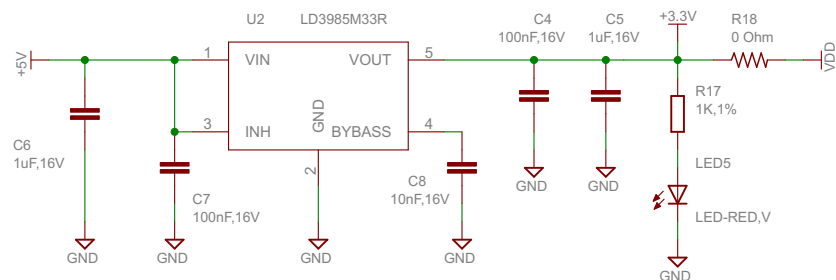 U2 LD3985M33R
C4
100nF,16V
C5
1uF,16V
+3.3V
R18
0 Ohm
+5V
1
VIN
VOUT
5
VDD
R17
1K,1%
C6
1uF,16V
3
INH
GND
BYBASS
4
2
C7
100nF,16V
C8
10nF,16V
GND
GND
LED5
LED-RED,V
GND
GND
GND
GND
GND